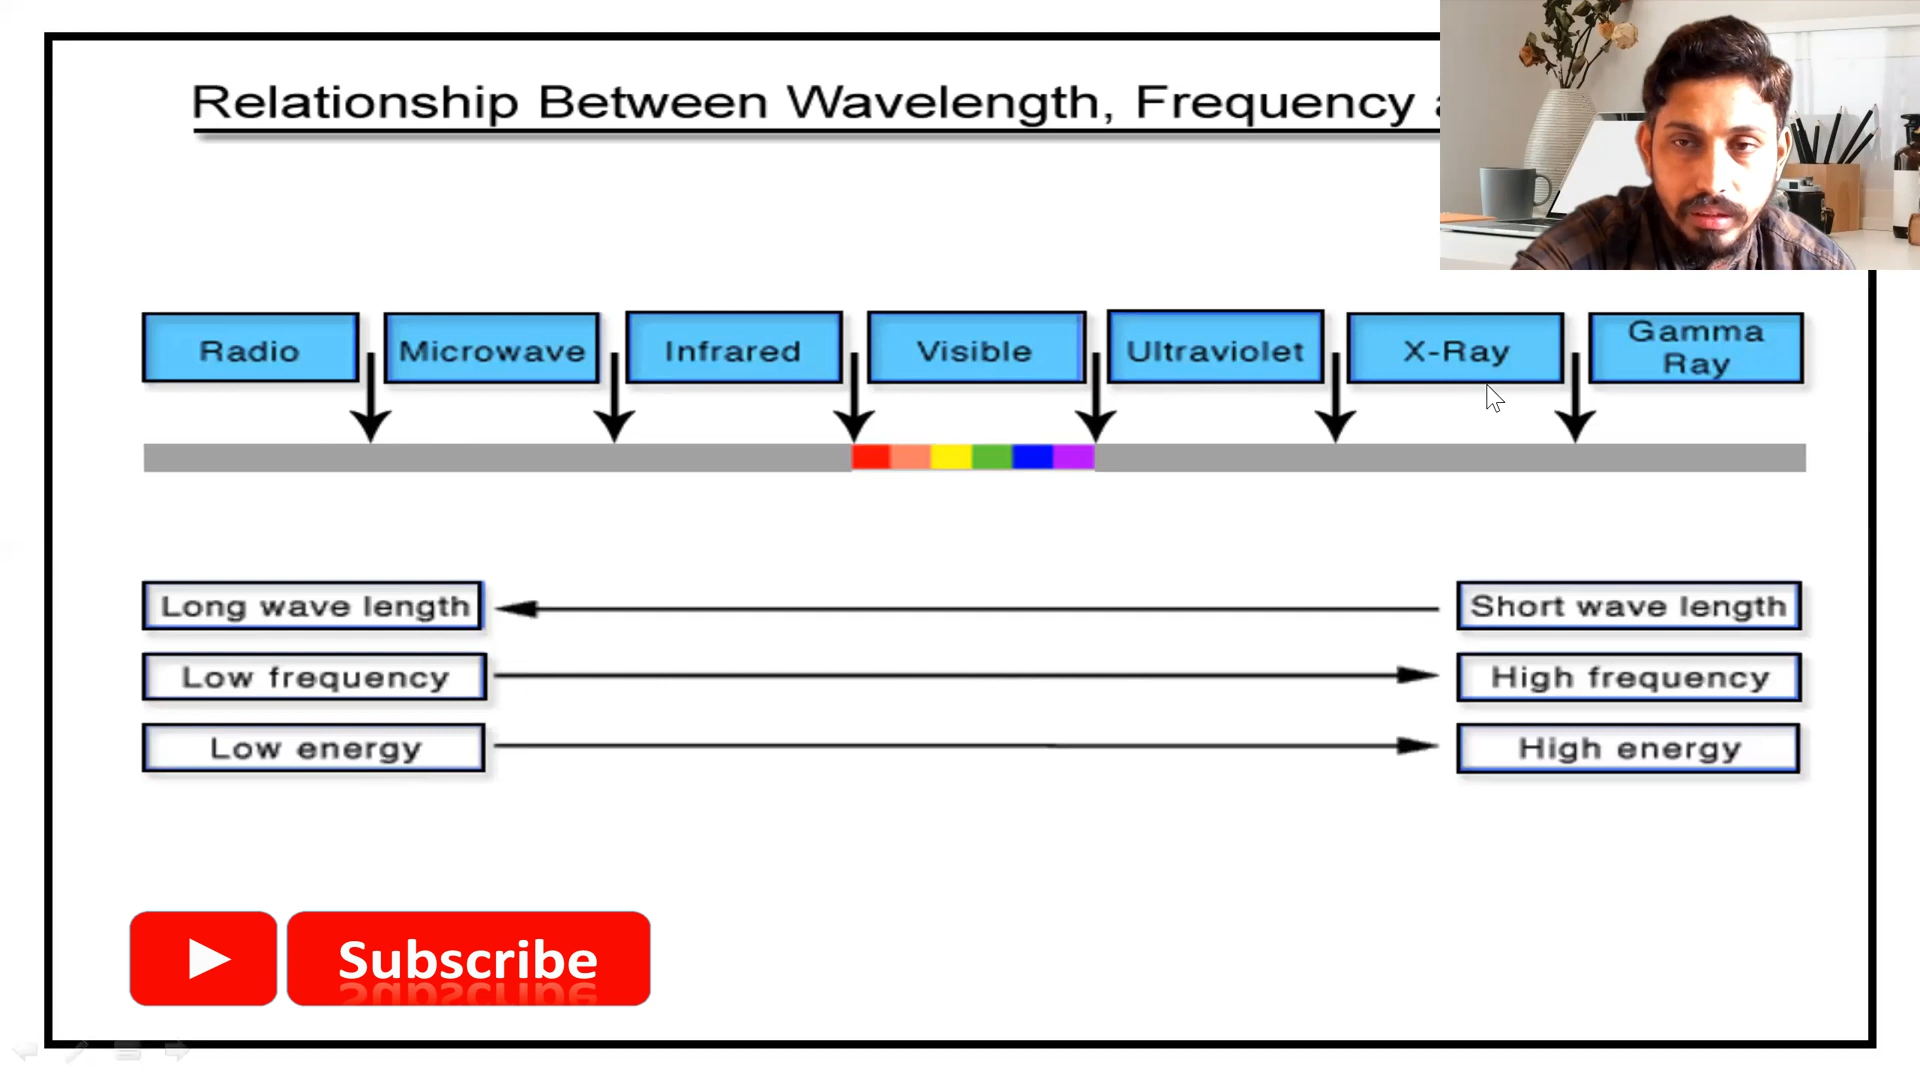 Relationship Between Wavelength, Frequency
Radio
Microwave
Infrared
Visible
Ultraviolet
X-Ray
Gamma
Ray
Long wave length
Short wave length
Low frequency
High frequency
Low energy
High energy
Subscribe